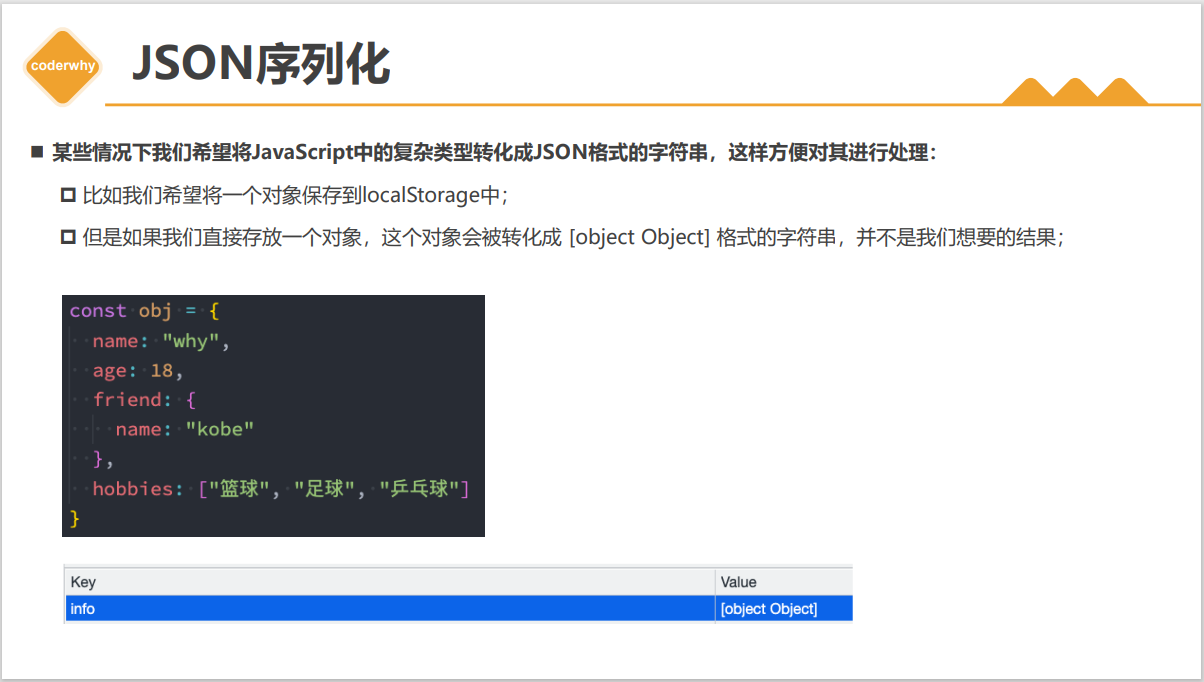 coderwhy
JSON序列化
某些情况下我们希望将JavaScript中的复杂类型转化成JSON格式的字符串，这样方便对其进行处理：
比如我们希望将一个对象保存到localStorage中；
但是如果我们直接存放一个对象，这个对象会被转化成 [object Object] 格式的字符串，并不是我们想要的结果；
const obj = {
  name: "why",
  age: 18,
  friend: {
    name: "kobe"
  },
  hobbies: ["篮球", "足球", "乒乓球"]
}
Key Value
info [object Object]